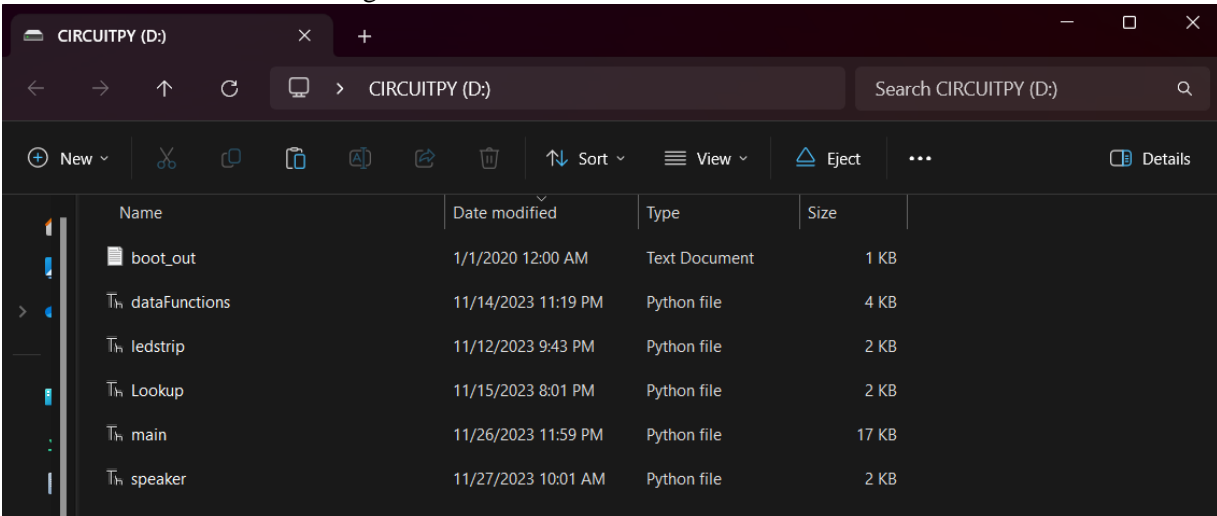 CIRCUITPY (D:)
CIRCUITPY (D:) Search CIRCUITPY (D:)
New Sort View Eject Details
Name Date modified Type Size
boot_out 1/1/2020 12:00 AM Text Document 1 KB
dataFunctions 11/14/2023 11:19 PM Python file 4 KB
ledstrip 11/12/2023 9:43 PM Python file 2 KB
Lookup 11/15/2023 8:01 PM Python file 2 KB
main 11/26/2023 11:59 PM Python file 17 KB
speaker 11/27/2023 10:01 AM Python file 2 KB